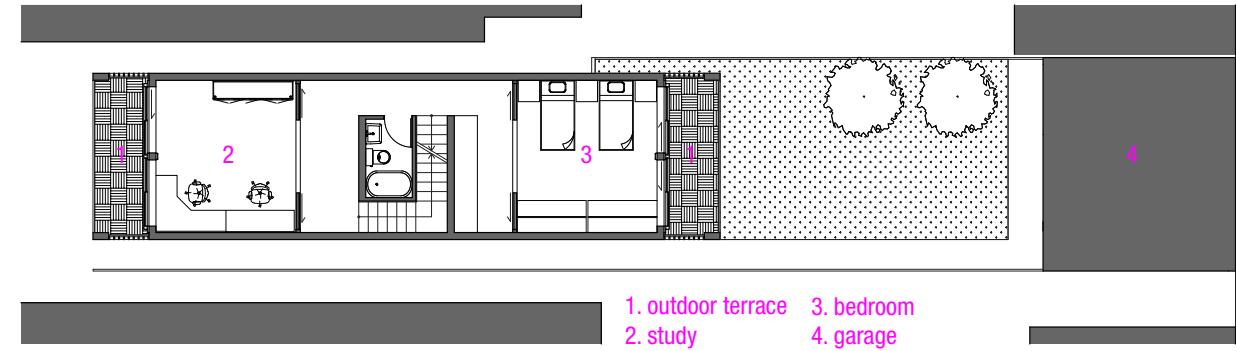 1
2
3
1
4
1. outdoor terrace
2. study
3. bedroom
4. garage